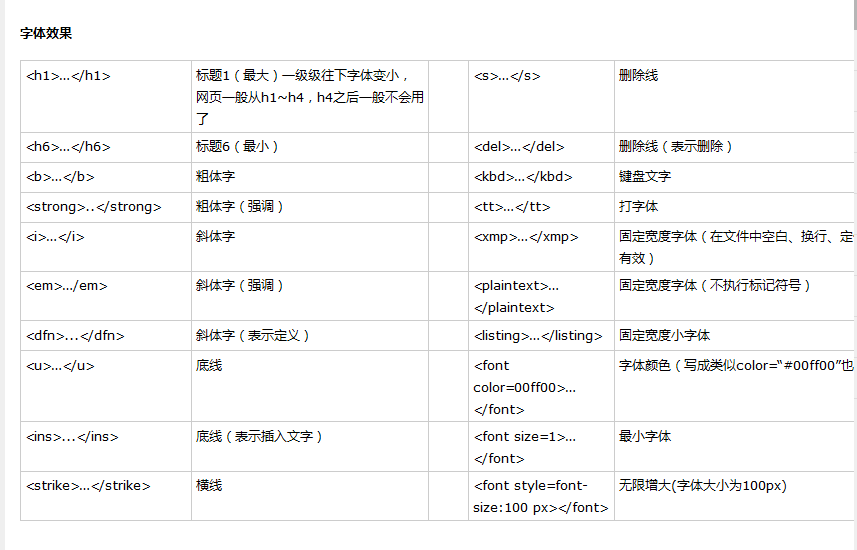 字体效果
<h1>…</h1>
标题1（最大）一级级往下字体变小，
网页一般从h1~h4，h4之后一般不会用
了
<s>…</s>
删除线
<h6>…</h6>
标题6（最小）
<del>…</del>
删除线（表示删除）
<b>…</b>
粗体字
<kbd>…</kbd>
键盘文字
<strong>..</strong>
粗体字（强调）
<tt>…</tt>
打字体
<i>…</i>
斜体字
<xmp>…</xmp>
固定宽度字体（在文件中空白、换行、定
有效）
<em>…/em>
斜体字（强调）
<plaintext>…
</plaintext>
固定宽度字体（不执行标记符号）
<dfn>...</dfn>
斜体字（表示定义）
<listing>…</listing>
固定宽度小字体
<u>…</u>
底线
<font
color=00ff00>…
</font>
字体颜色（写成类似color=“#00ff00”也
<ins>...</ins>
底线（表示插入文字）
<font size=1>…
</font>
最小字体
<strike>…</strike>
横线
<font style=font-
size:100 px></font>
无限增大(字体大小为100px)